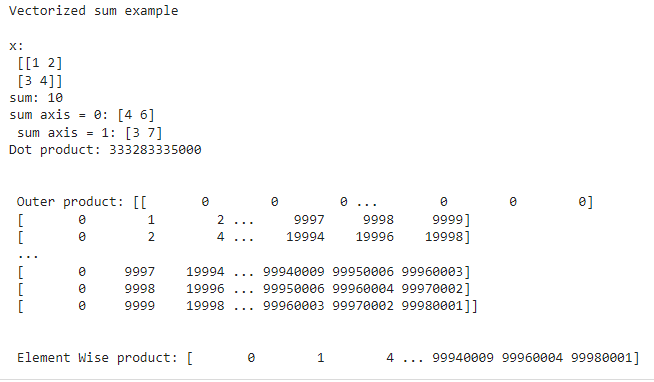 Vectorized sum example
x:
[[1 2]
[3 4]]
sum: 10
sum axis = 0: [4 6]
sum axis = 1: [3 7]
Dot product: 333283335000
Outer product: [[ 0 0 0 ... 0 0 0]
[ 0 1 2 ... 9997 9998 9999]
[ 0 2 4 ... 19994 19996 19998]
...
[ 0 9997 19994 ... 99940009 99950006 99960003]
[ 0 9998 19996 ... 99950006 99960004 99970002]
[ 0 9999 19998 ... 99960003 99970002 99980001]]
Element Wise product: [ 0 1 4 ... 99940009 99960004 99980001]